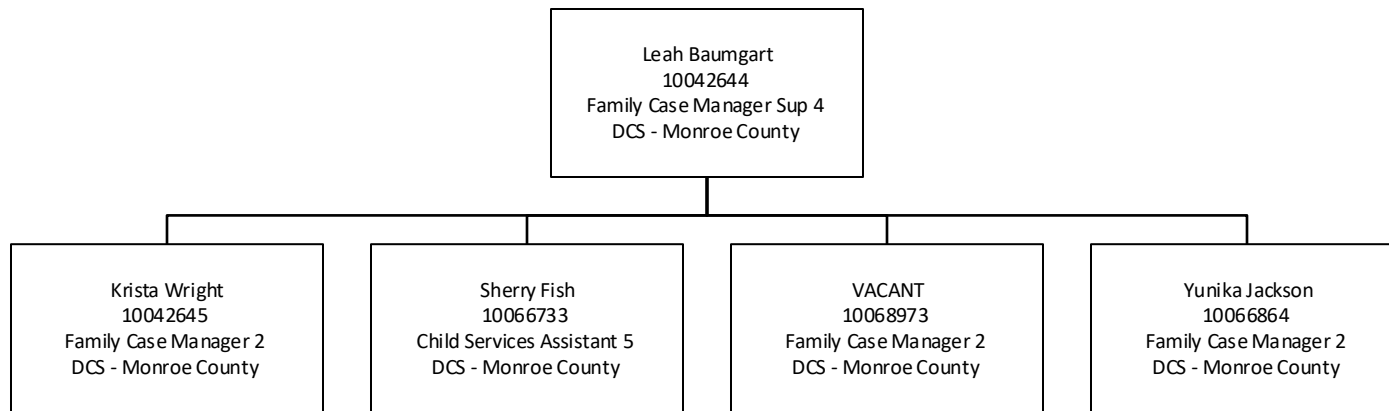 Leah Baumgart
10042644
Family Case Manager Sup 4
DCS - Monroe County
Krista Wright
10042645
Family Case Manager 2
DCS - Monroe County
Sherry Fish
10066733
Child Services Assistant 5
DCS - Monroe County
VACANT
10068973
Family Case Manager 2
DCS - Monroe County
Yunika Jackson
10066864
Family Case Manager 2
DCS - Monroe County